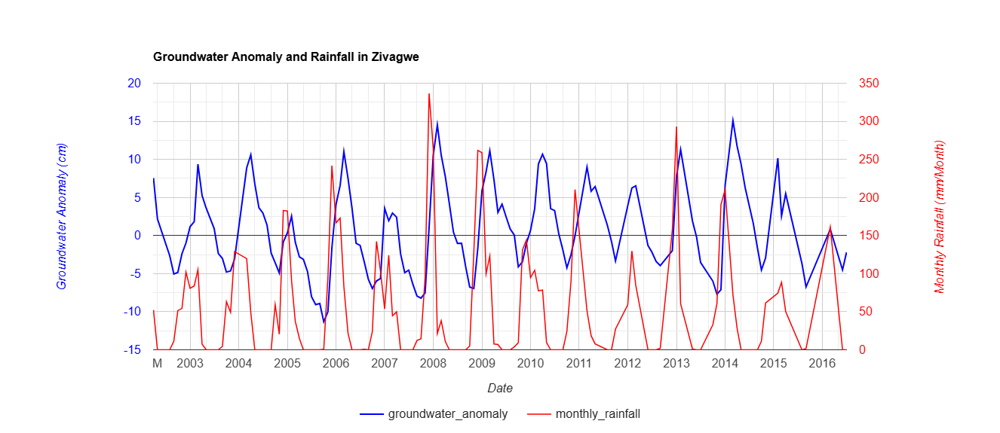 Groundwater Anomaly and Rainfall in Zivagwe
20 350
15 300
10 250
5 200
0 150
-5 100
-10 50
-15 0
Groundwater Anomaly (cm)
Monthly Rainfall (mm/Month)
M 2003 2004 2005 2006 2007 2008 2009 2010 2011 2012 2013 2014 2015 2016
Date
groundwater_anomaly monthly_rainfall